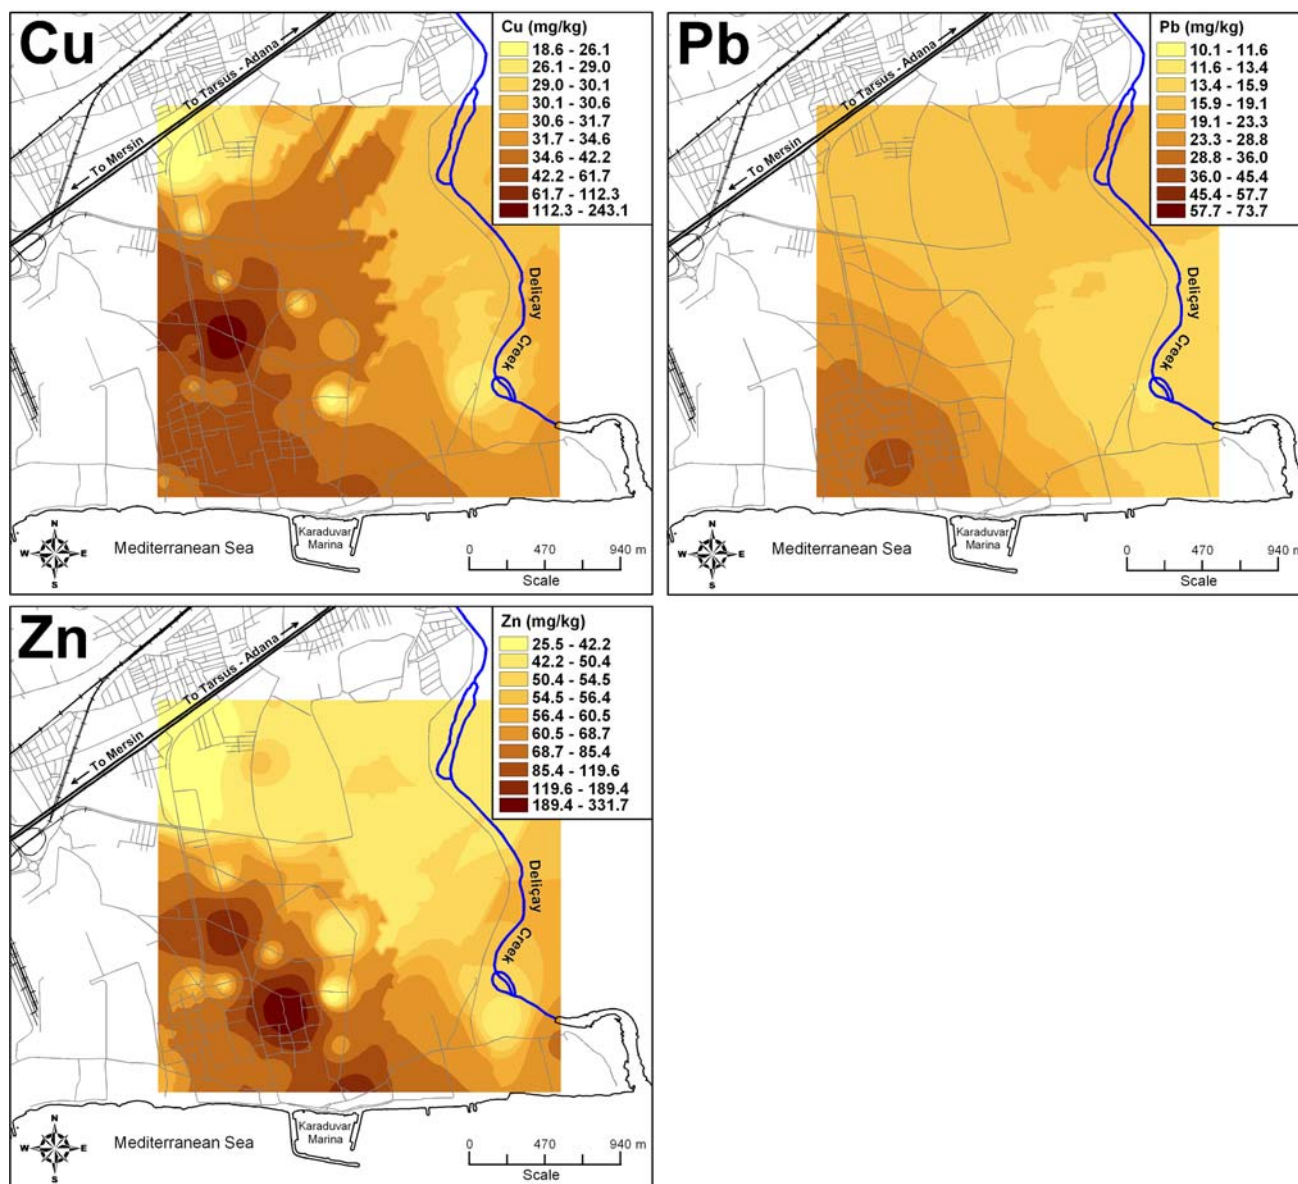 Cu
Cu (mg/kg)
18.6 - 26.1
26.1 - 29.0
29.0 - 30.1
30.1 - 30.6
30.6 - 31.7
31.7 - 34.6
34.6 - 42.2
42.2 - 61.7
61.7 - 112.3
112.3 - 243.1
To Tarsus - Adana
To Mersin
Deliçay
Creek
Karaduvar
Marina
Mediterranean Sea
N
W E
S
0 470 940 m
Scale
Pb
Pb (mg/kg)
10.1 - 11.6
11.6 - 13.4
13.4 - 15.9
15.9 - 19.1
19.1 - 23.3
23.3 - 28.8
28.8 - 36.0
36.0 - 45.4
45.4 - 57.7
57.7 - 73.7
To Tarsus - Adana
To Mersin
Deliçay
Creek
Karaduvar
Marina
Mediterranean Sea
N
W E
S
0 470 940 m
Scale
Zn
Zn (mg/kg)
25.5 - 42.2
42.2 - 50.4
50.4 - 54.5
54.5 - 56.4
56.4 - 60.5
60.5 - 68.7
68.7 - 85.4
85.4 - 119.6
119.6 - 189.4
189.4 - 331.7
To Tarsus - Adana
To Mersin
Deliçay
Creek
Karaduvar
Marina
Mediterranean Sea
N
W E
S
0 470 940 m
Scale